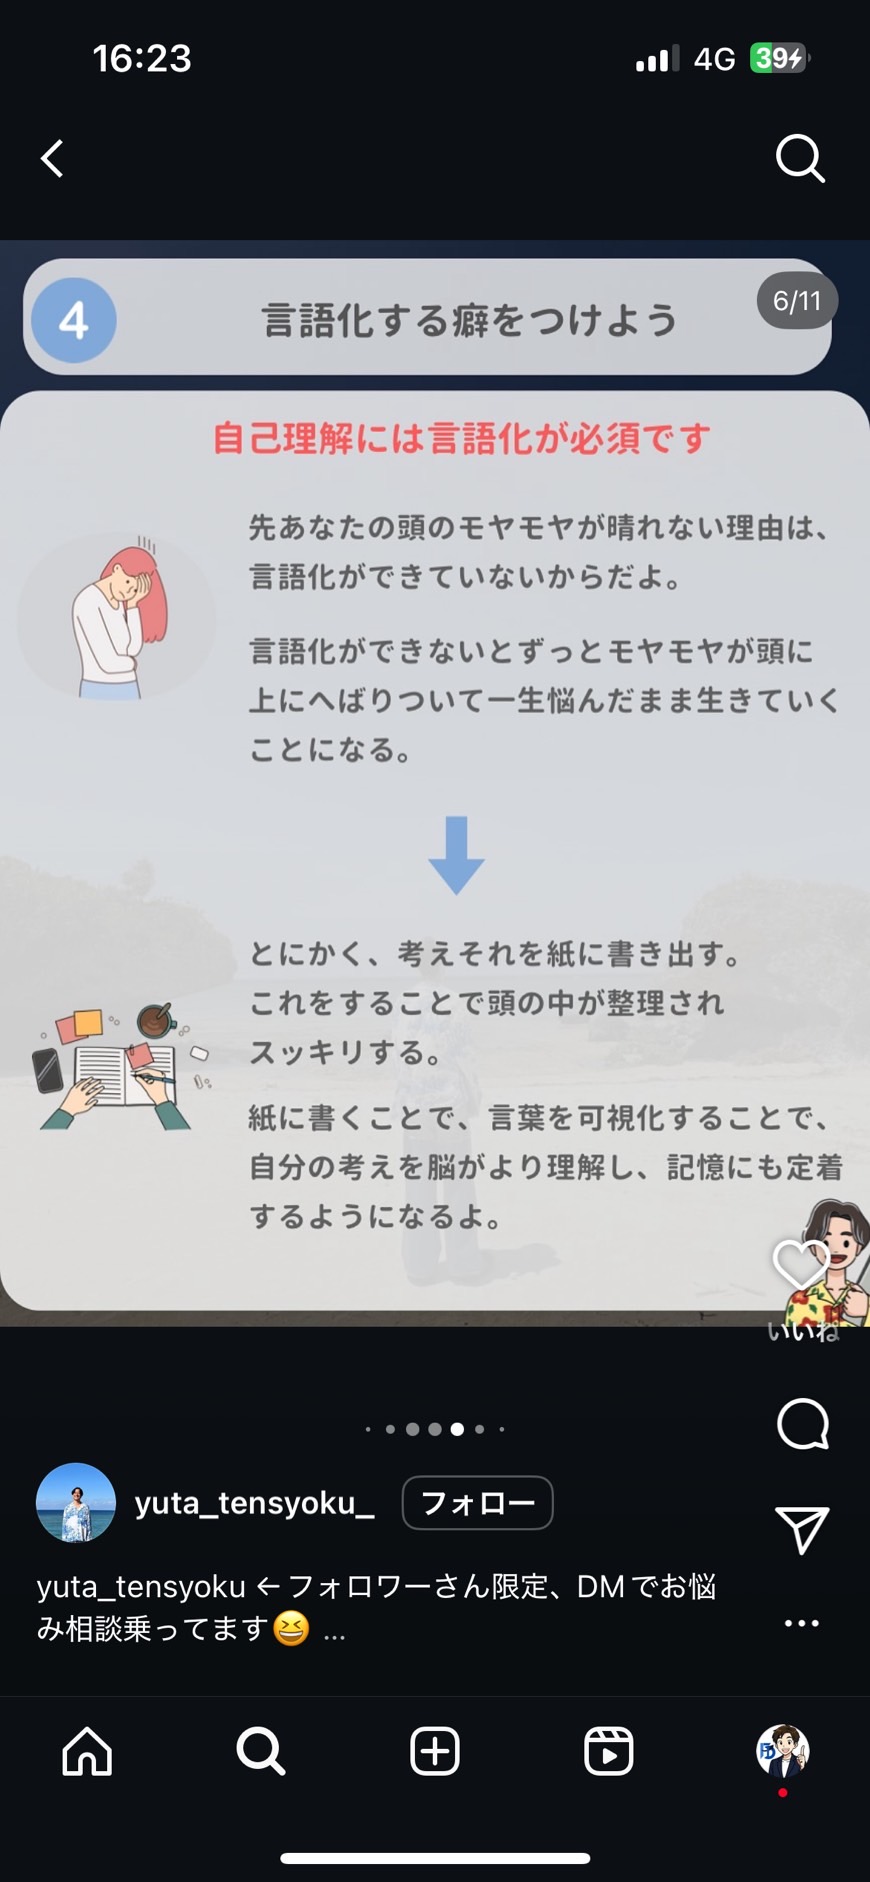 16:23
4G
39
4
言語化する癖をつけよう
6/11
自己理解には言語化が必須です
先あなたの頭のモヤモヤが晴れない理由は、
言語化ができていないからだよ。
言語化ができないとずっとモヤモヤが頭に
上にへばりついて一生悩んだまま生きていく
ことになる。
とにかく、考えそれを紙に書き出す。
これをすることで頭の中が整理され
スッキリする。
紙に書くことで、言葉を可視化することで、
自分の考えを脳がより理解し、記憶にも定着
するようになるよ。
いいね
yuta_tensyoku_
フォロー
yuta_tensyoku ← フォロワーさん限定、DMでお悩
み相談乗ってます😆 ...